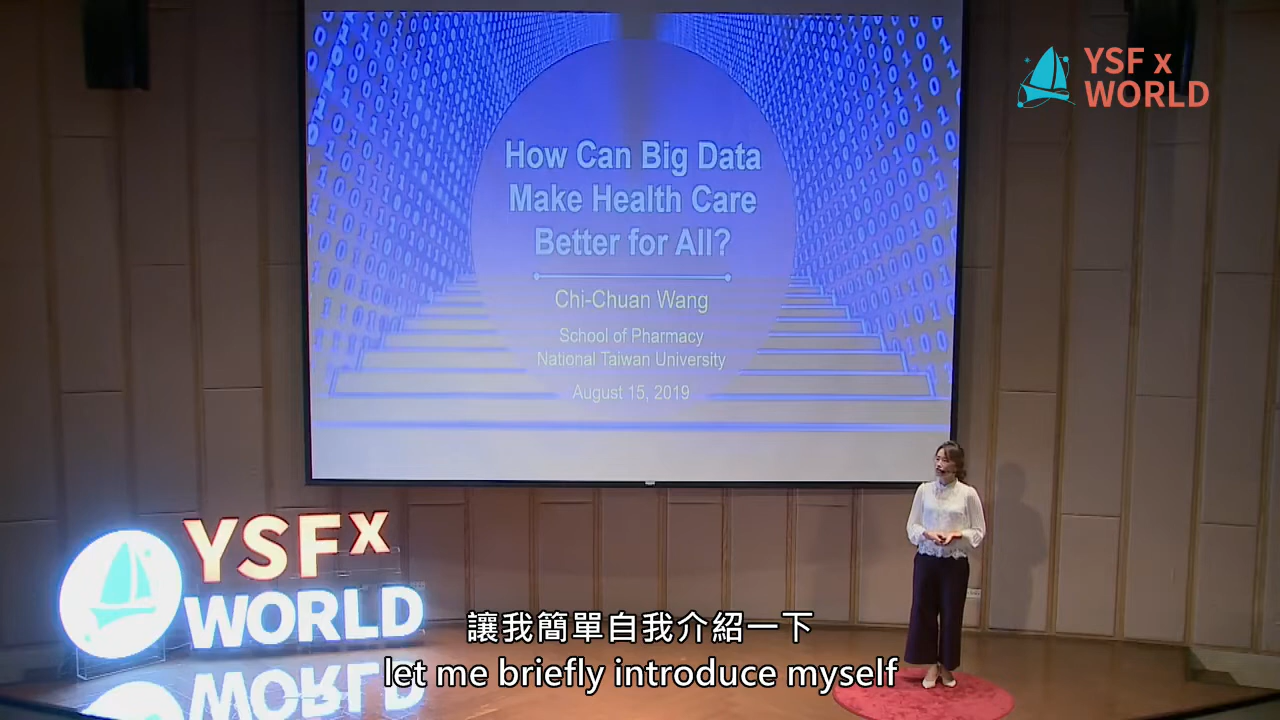 YSF x
WORLD
How Can Big Data
Make Health Care
Better for All?
Chi-Chuan Wang
School of Pharmacy
National Taiwan University
August 15, 2019
YSFx
WORLD
讓我簡單自我介紹一下
let me briefly introduce myself